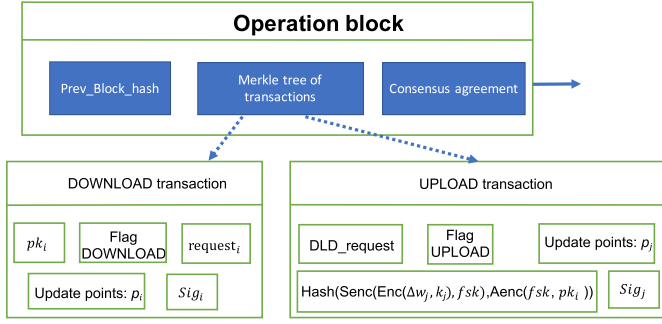 Operation block
Prev_Block_hash
Merkle tree of
transactions
Consensus agreement
DOWNLOAD transaction
pk_i
Flag
DOWNLOAD
request_i
Update points: p_i
Sig_i
UPLOAD transaction
DLD_request
Flag
UPLOAD
Update points: p_j
Hash(Senc(Enc(Δw_j, k_j), fsk),Aenc(fsk, pk_i ))
Sig_j